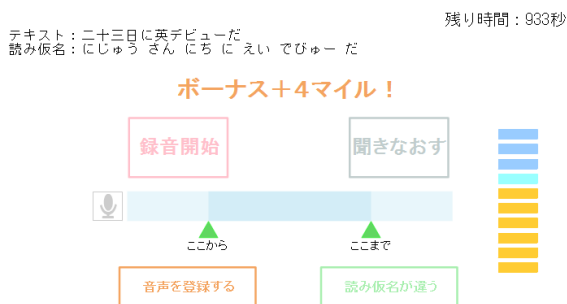 残り時間：933秒
テキスト：二十三日に英デビューだ
読み仮名：にじゅう さん にち に えい でびゅー だ
ボーナス＋4マイル！
録音開始
聞きなおす
ここから
ここまで
音声を登録する
読み仮名が違う